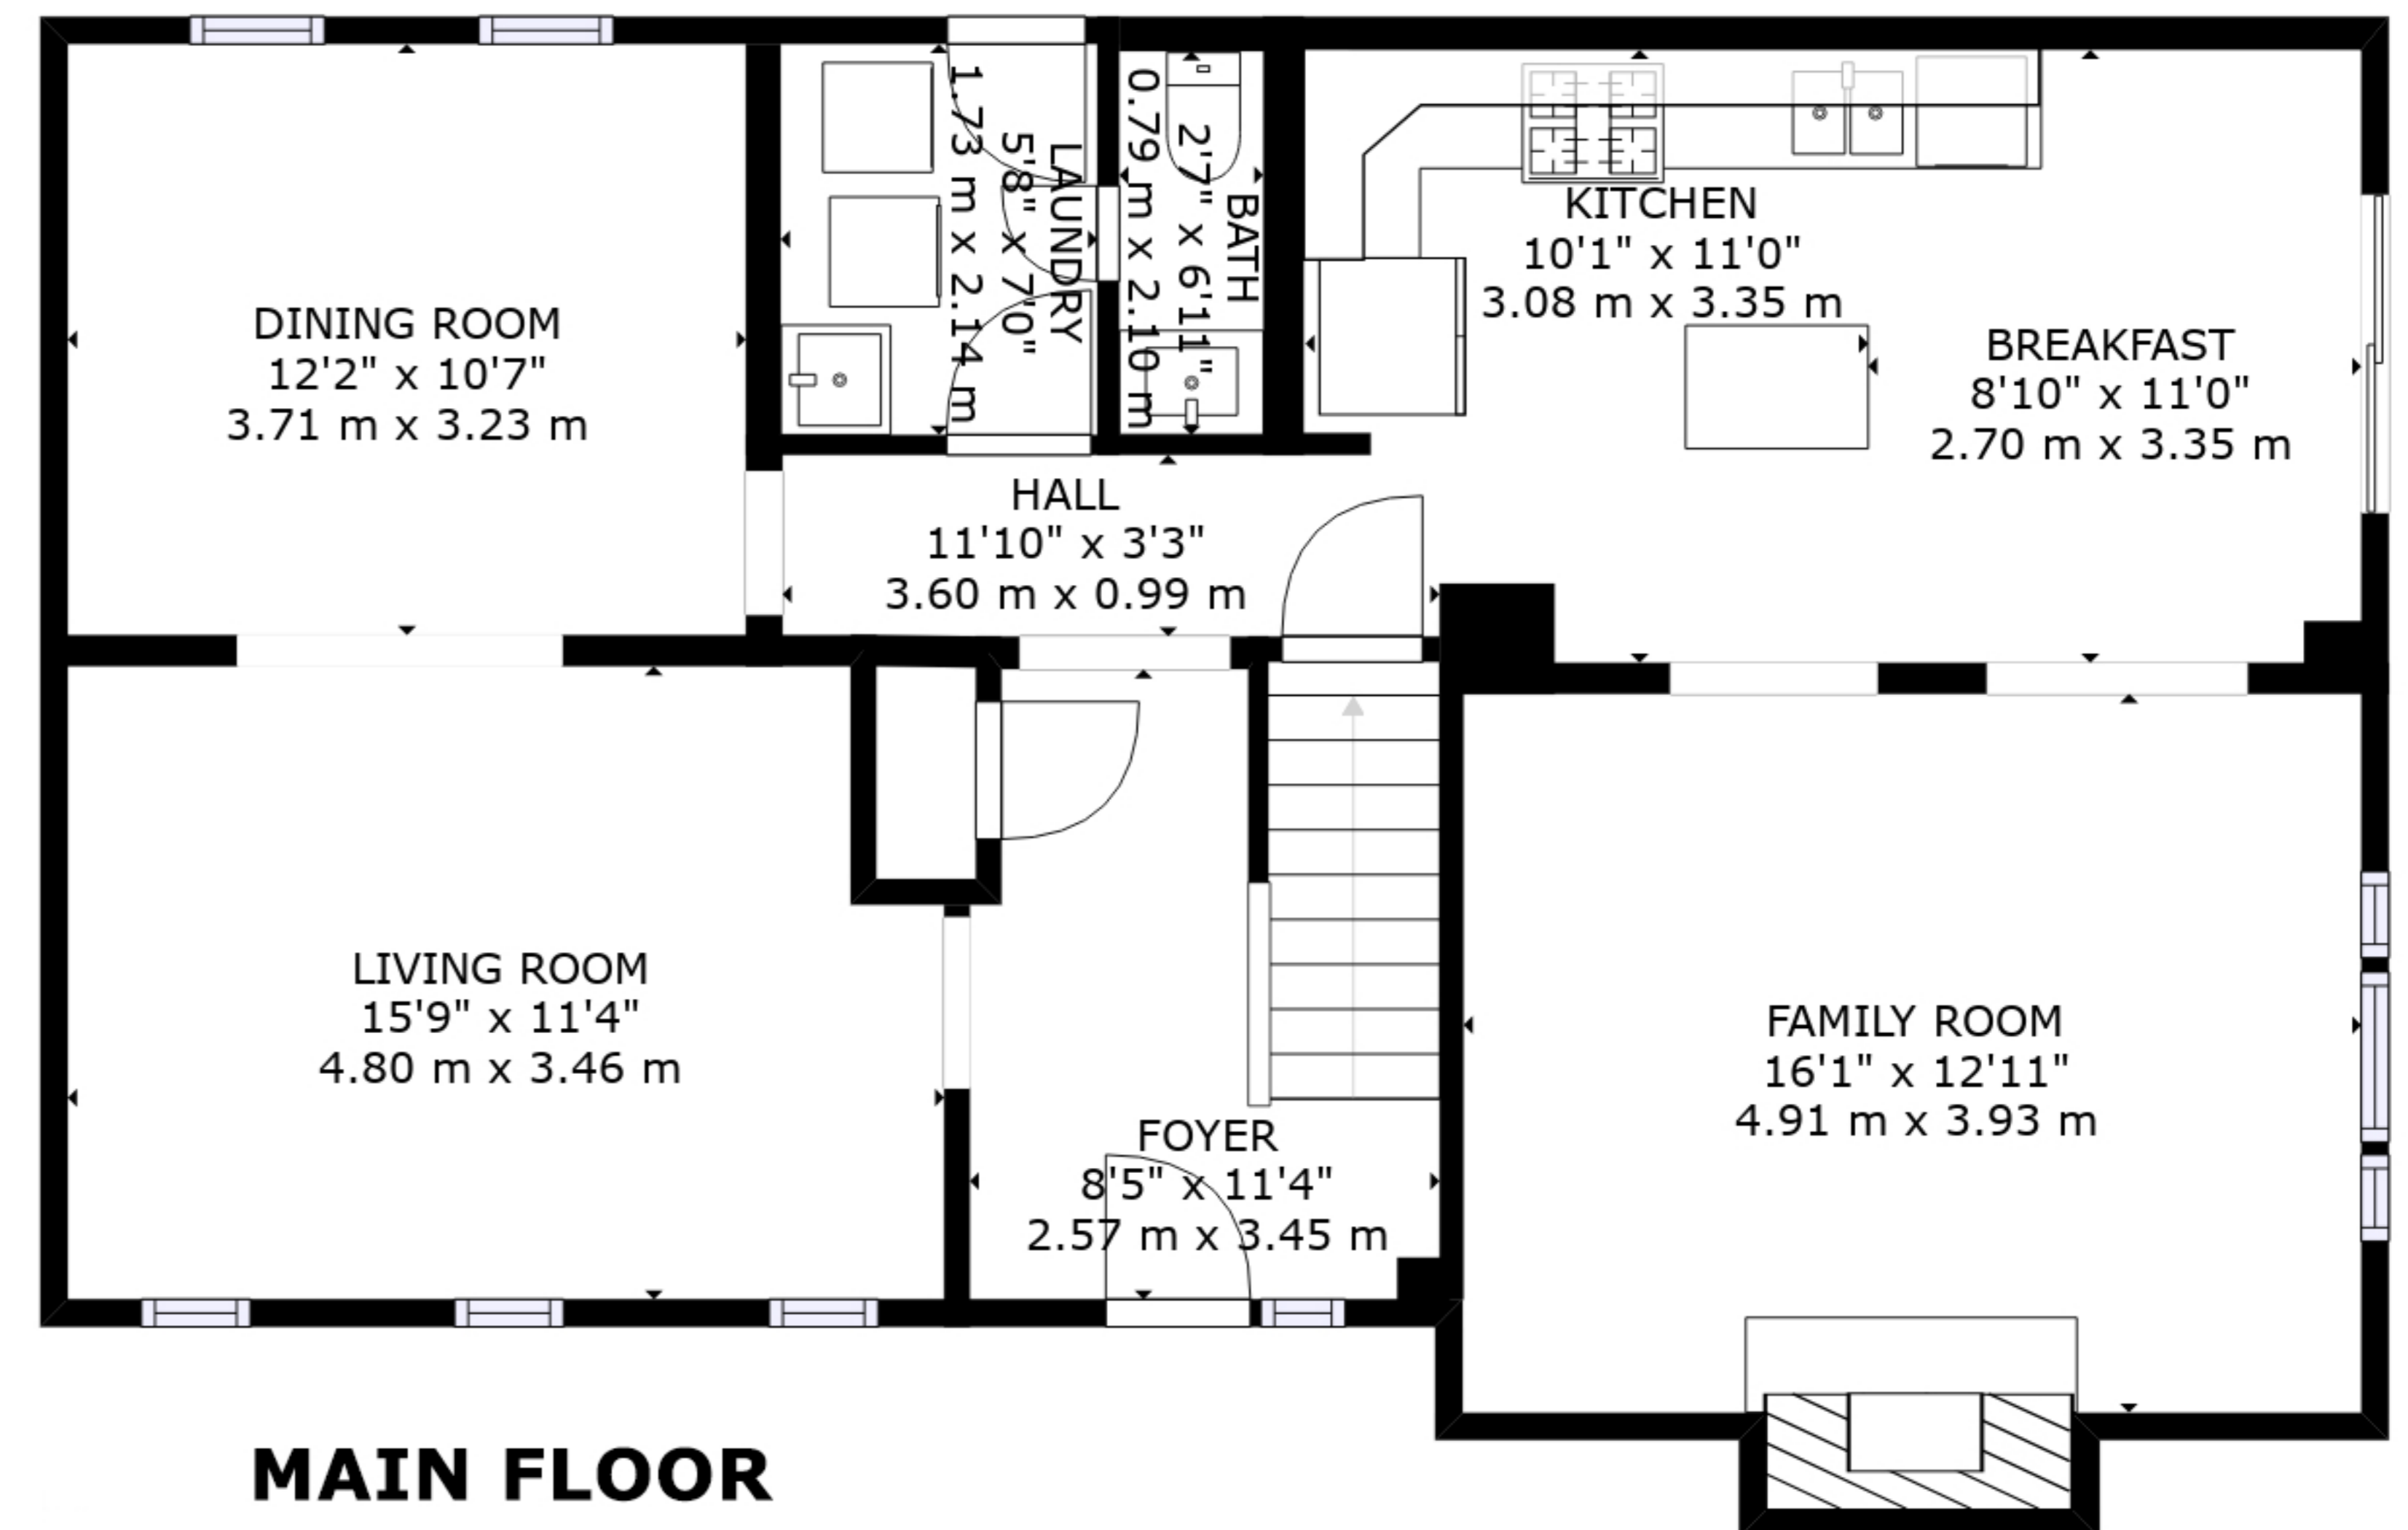 LAUNDRY
5'8" x 7'0"
1.73 m x 2.14 m
BATH
2'7" x 6'11"
0.79 m x 2.10 m
KITCHEN
10'1" x 11'0"
3.08 m x 3.35 m
DINING ROOM
12'2" x 10'7"
3.71 m x 3.23 m
BREAKFAST
8'10" x 11'0"
2.70 m x 3.35 m
HALL
11'10" x 3'3"
3.60 m x 0.99 m
LIVING ROOM
15'9" x 11'4"
4.80 m x 3.46 m
FAMILY ROOM
16'1" x 12'11"
4.91 m x 3.93 m
FOYER
8'5" x 11'4"
2.57 m x 3.45 m
MAIN FLOOR